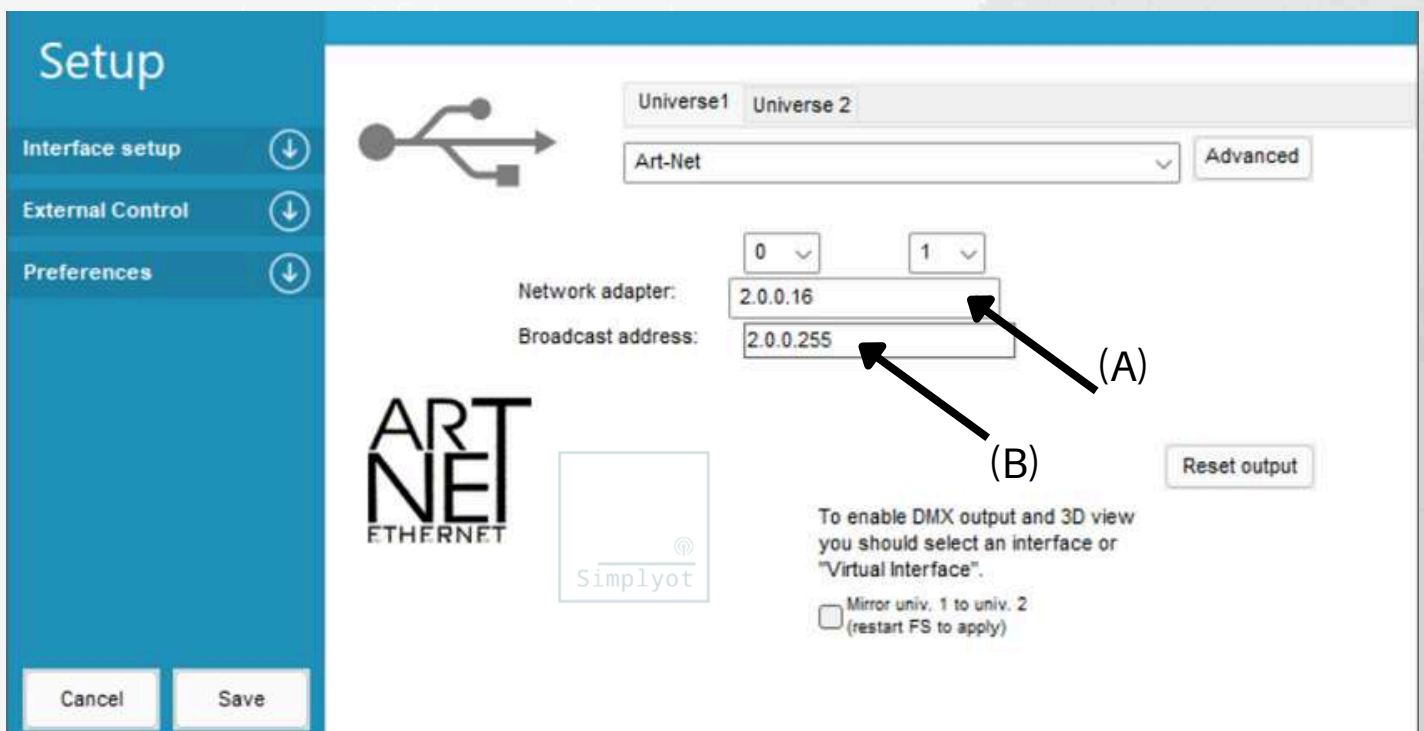 Setup
Interface setup
External Control
Preferences
Cancel
Save
Universe1
Universe 2
Art-Net
Advanced
0
1
Network adapter:
2.0.0.16
Broadcast address:
2.0.0.255
(A)
(B)
ART
NET
ETHERNET
Simplyot
Reset output
To enable DMX output and 3D view
you should select an interface or
"Virtual Interface".
Mirror univ. 1 to univ. 2
(restart FS to apply)